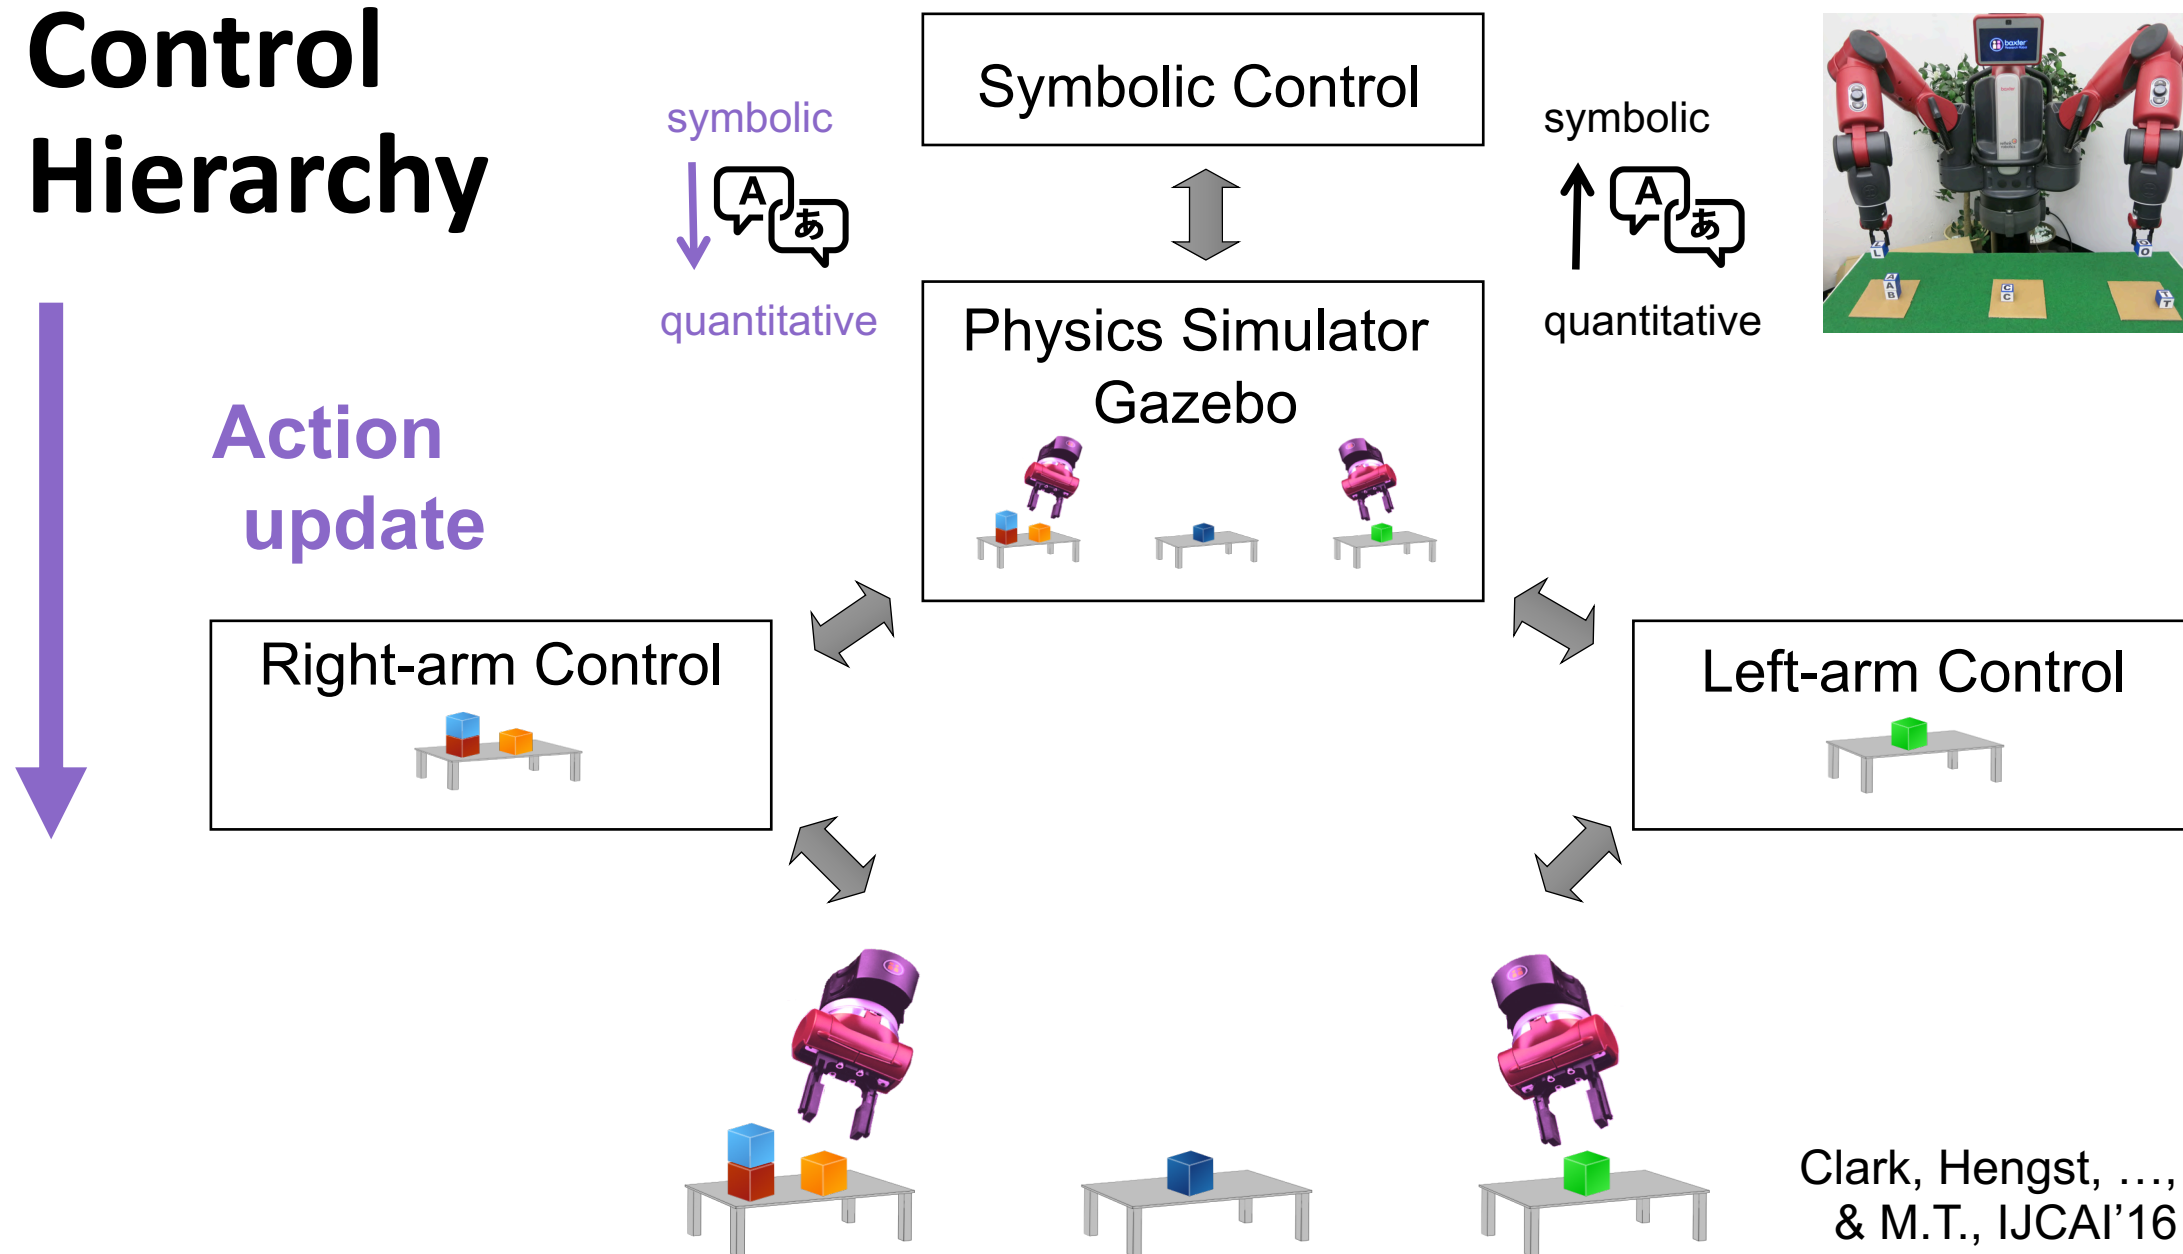 Control
Hierarchy
Symbolic Control
symbolic
A
あ
quantitative
symbolic
A
あ
quantitative
baxter
L
O
A
A
B
C
C
T
T
Physics Simulator
Gazebo
Action
update
Right-arm Control
Left-arm Control
Clark, Hengst, …,
& M.T., IJCAI’16